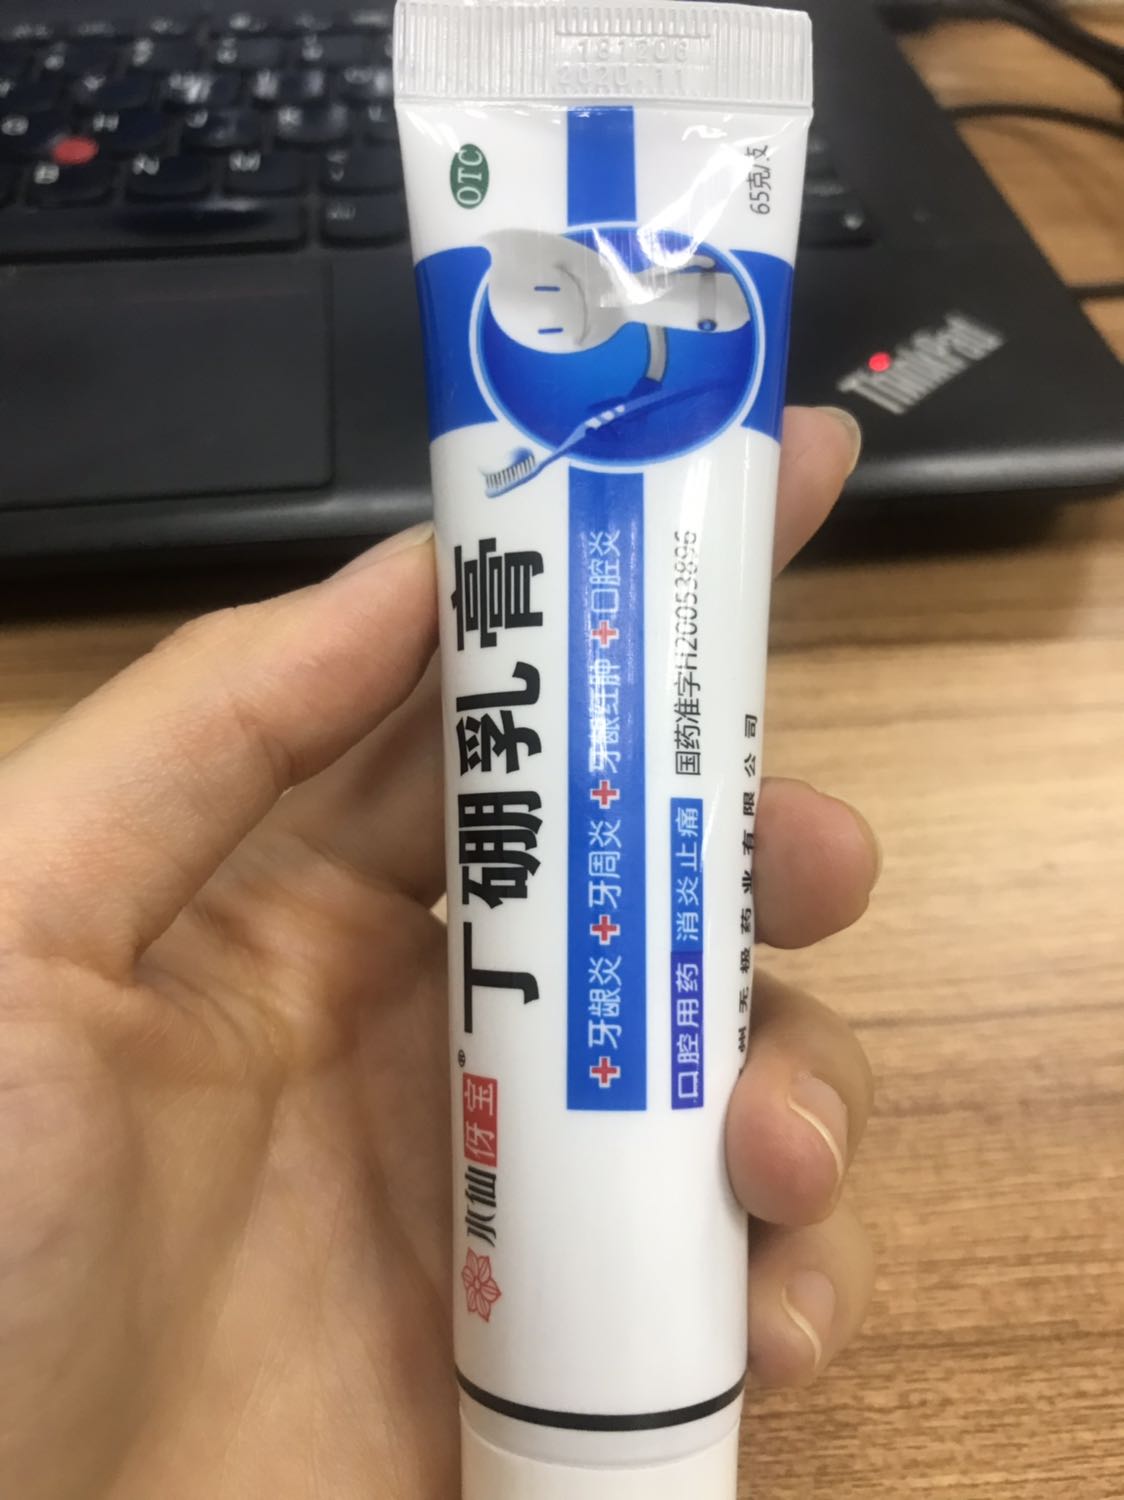 181208
2020.11
OTC
65克/支
水仙
伢宝
®
丁硼乳膏
牙龈炎 牙周炎 牙龈红肿 口腔炎
口腔用药 消炎止痛 国药准字H20053896
州无极药业有限公司
ThinkPad